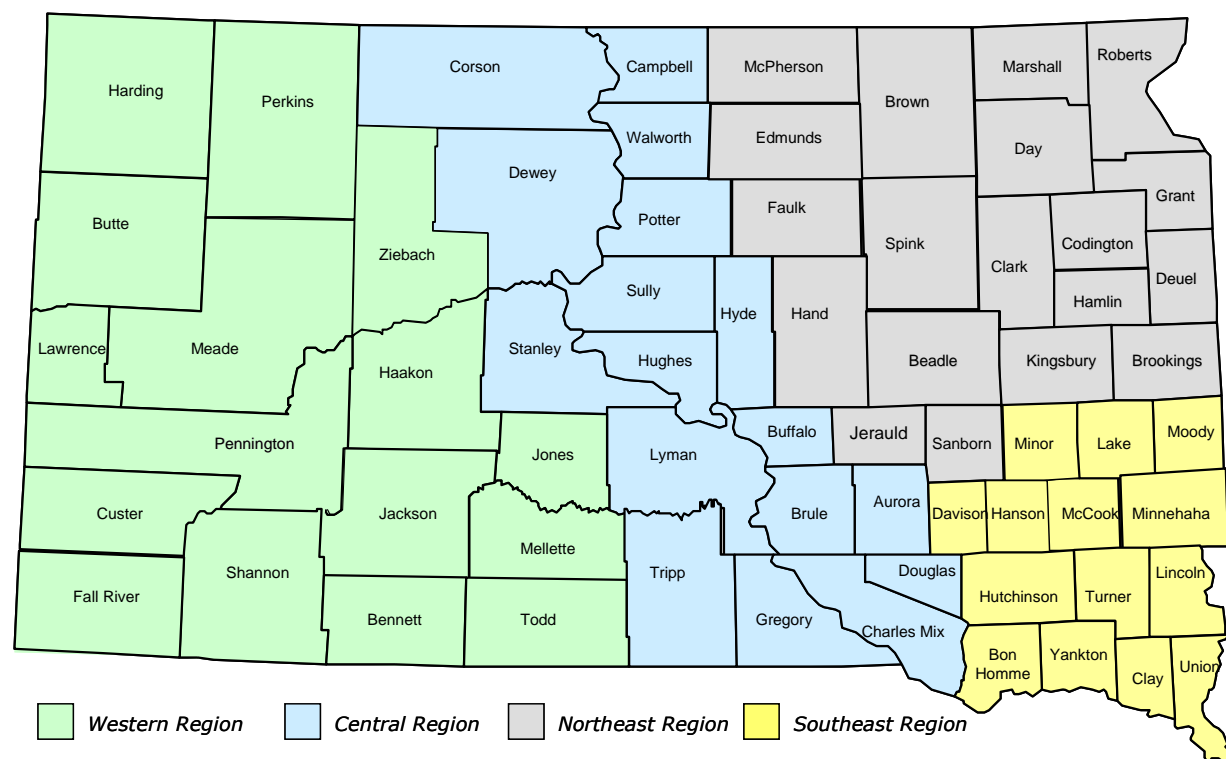 Harding
Perkins
Corson
Campbell
McPherson
Brown
Marshall
Roberts
Butte
Ziebach
Dewey
Walworth
Edmunds
Day
Grant
Potter
Faulk
Spink
Clark
Codington
Deuel
Lawrence
Meade
Haakon
Stanley
Sully
Hyde
Hand
Hamlin
Hughes
Beadle
Kingsbury
Brookings
Pennington
Jones
Lyman
Buffalo
Jerauld
Sanborn
Minor
Lake
Moody
Custer
Jackson
Mellette
Brule
Aurora
Davison
Hanson
McCook
Minnehaha
Fall River
Shannon
Bennett
Todd
Tripp
Gregory
Douglas
Charles Mix
Hutchinson
Turner
Lincoln
Bon
Homme
Yankton
Clay
Union
Western Region
Central Region
Northeast Region
Southeast Region